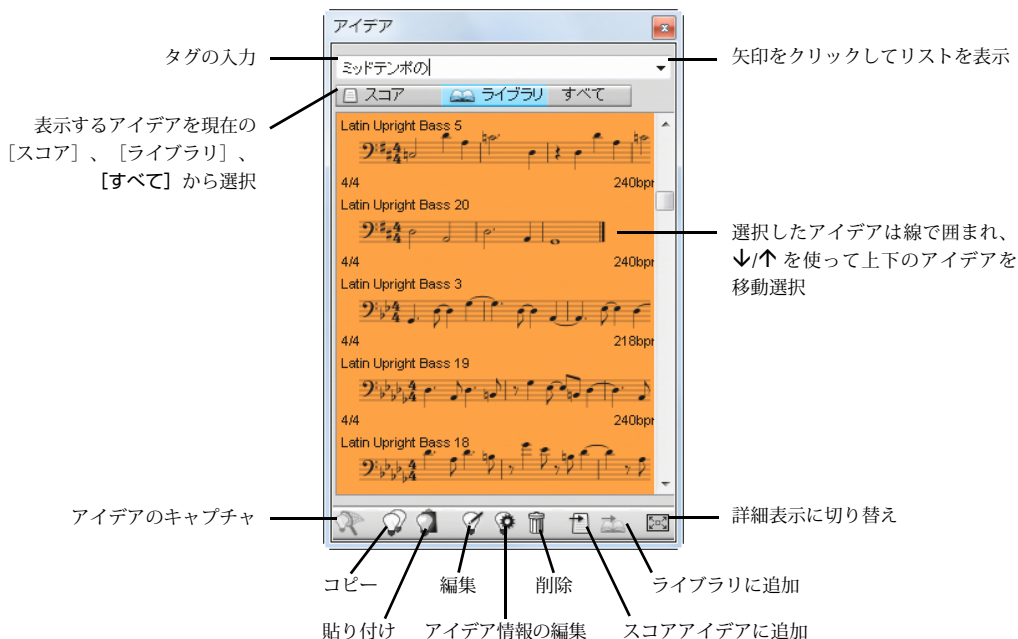 アイデア
タグの入力
ミッドテンポの
矢印をクリックしてリストを表示
スコア ライブラリ すべて
表示するアイデアを現在の
［スコア］、［ライブラリ］、
［すべて］から選択
Latin Upright Bass 5
4/4 240bpr
Latin Upright Bass 20
4/4 240bpr
選択したアイデアは線で囲まれ、
↓/↑ を使って上下のアイデアを
移動選択
Latin Upright Bass 3
4/4 218bpr
Latin Upright Bass 19
4/4 240bpr
Latin Upright Bass 18
アイデアのキャプチャ
詳細表示に切り替え
コピー 編集 削除 ライブラリに追加
貼り付け アイデア情報の編集 スコアアイデアに追加